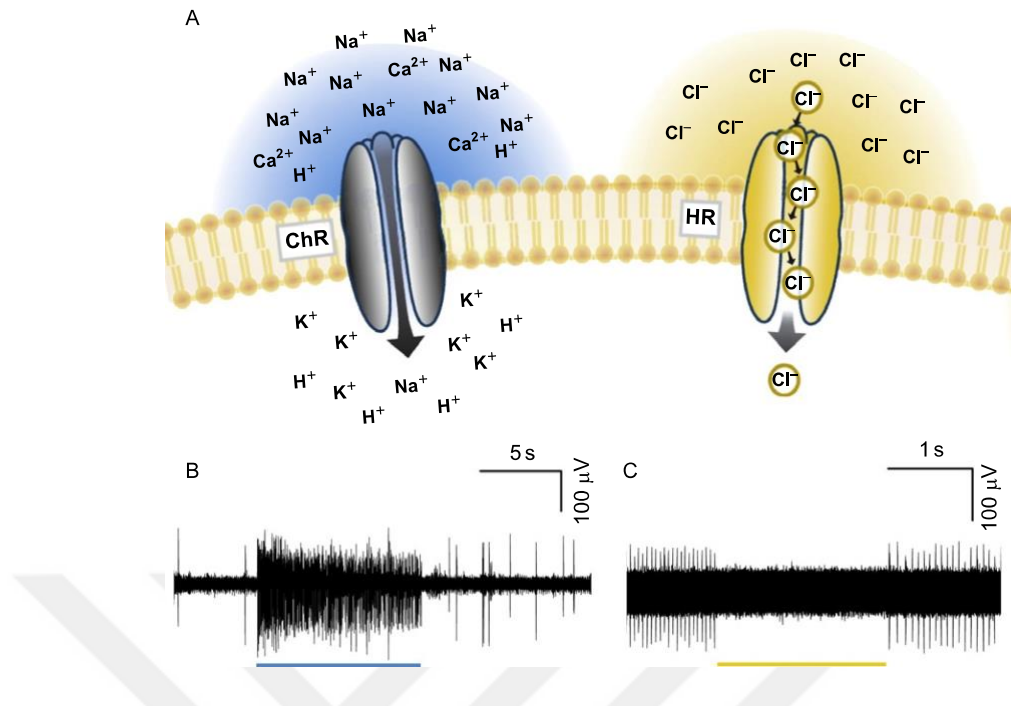 A
Na⁺ Na⁺ Cl⁻ Cl⁻
Na⁺ Na⁺ Ca²⁺ Na⁺ Cl⁻ Cl⁻ Cl⁻
Na⁺ Na⁺ Na⁺ Cl⁻ Cl⁻ Cl⁻
Na⁺ Na⁺ Na⁺ Cl⁻ Cl⁻ Cl⁻ Cl⁻
Ca²⁺ H⁺ Ca²⁺ H⁺ Cl⁻
Cl⁻
ChR HR Cl⁻
Cl⁻
K⁺ K⁺ K⁺ H⁺
K⁺ K⁺
H⁺ K⁺ Na⁺ Cl⁻
H⁺ H⁺
B 5 s C 1 s
100 μV 100 μV